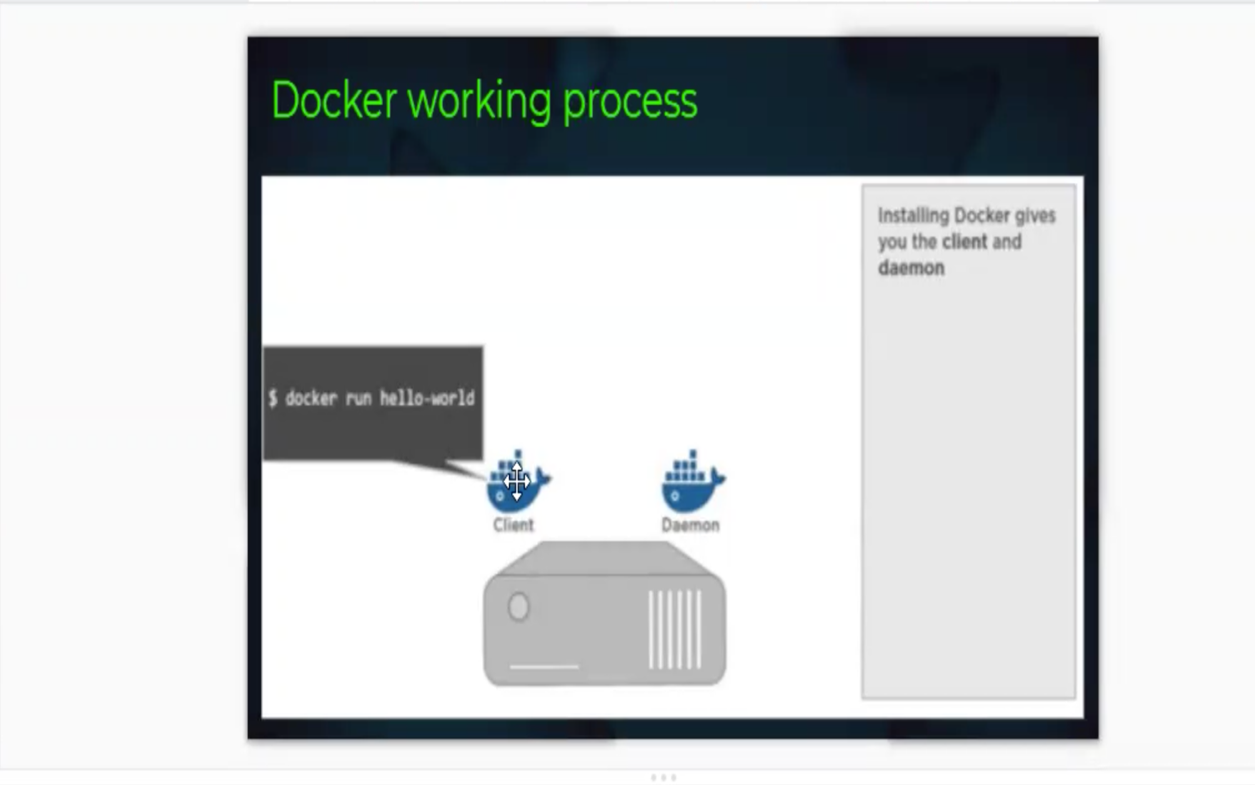 Docker working process
Installing Docker gives
you the client and
daemon
$ docker run hello-world
Client
Daemon